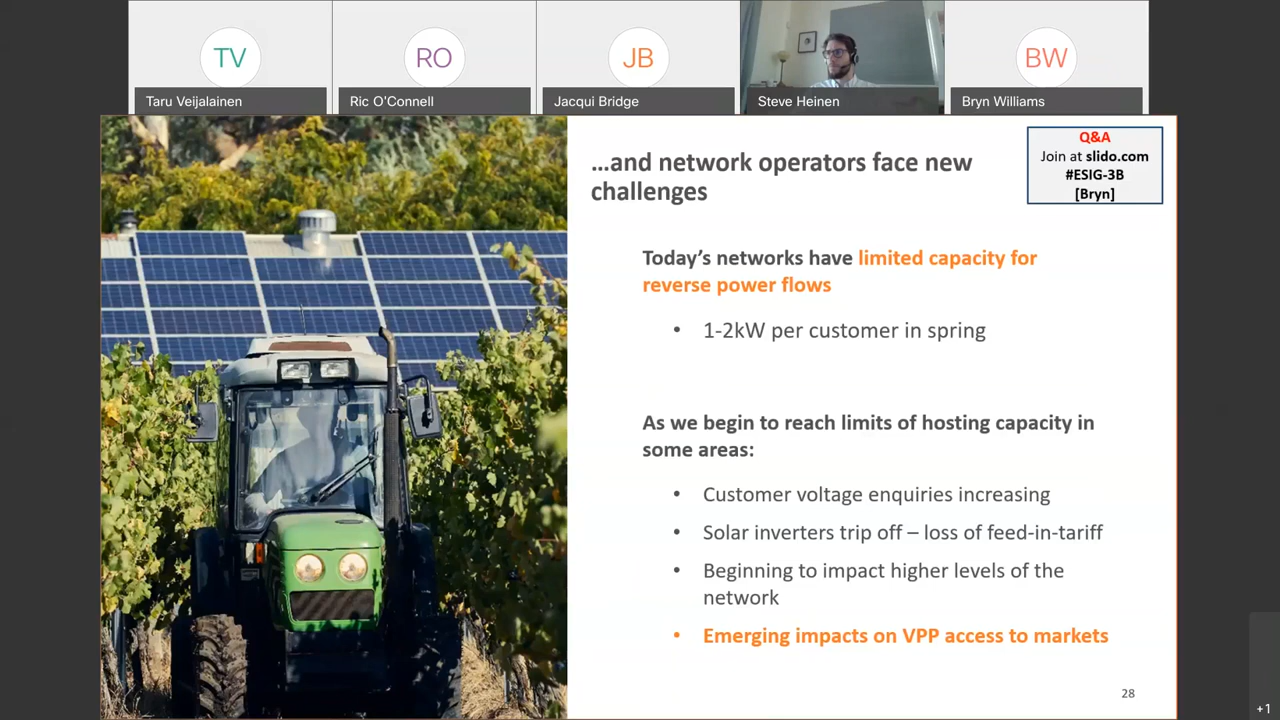 TV
RO
JB
BW
Taru Veijalainen
Ric O'Connell
Jacqui Bridge
Steve Heinen
Bryn Williams
…and network operators face new
challenges
Q&A
Join at slido.com
#ESIG-3B
[Bryn]
Today’s networks have limited capacity for
reverse power flows
• 1-2kW per customer in spring
As we begin to reach limits of hosting capacity in
some areas:
• Customer voltage enquiries increasing
• Solar inverters trip off – loss of feed-in-tariff
• Beginning to impact higher levels of the
network
• Emerging impacts on VPP access to markets
28
+1